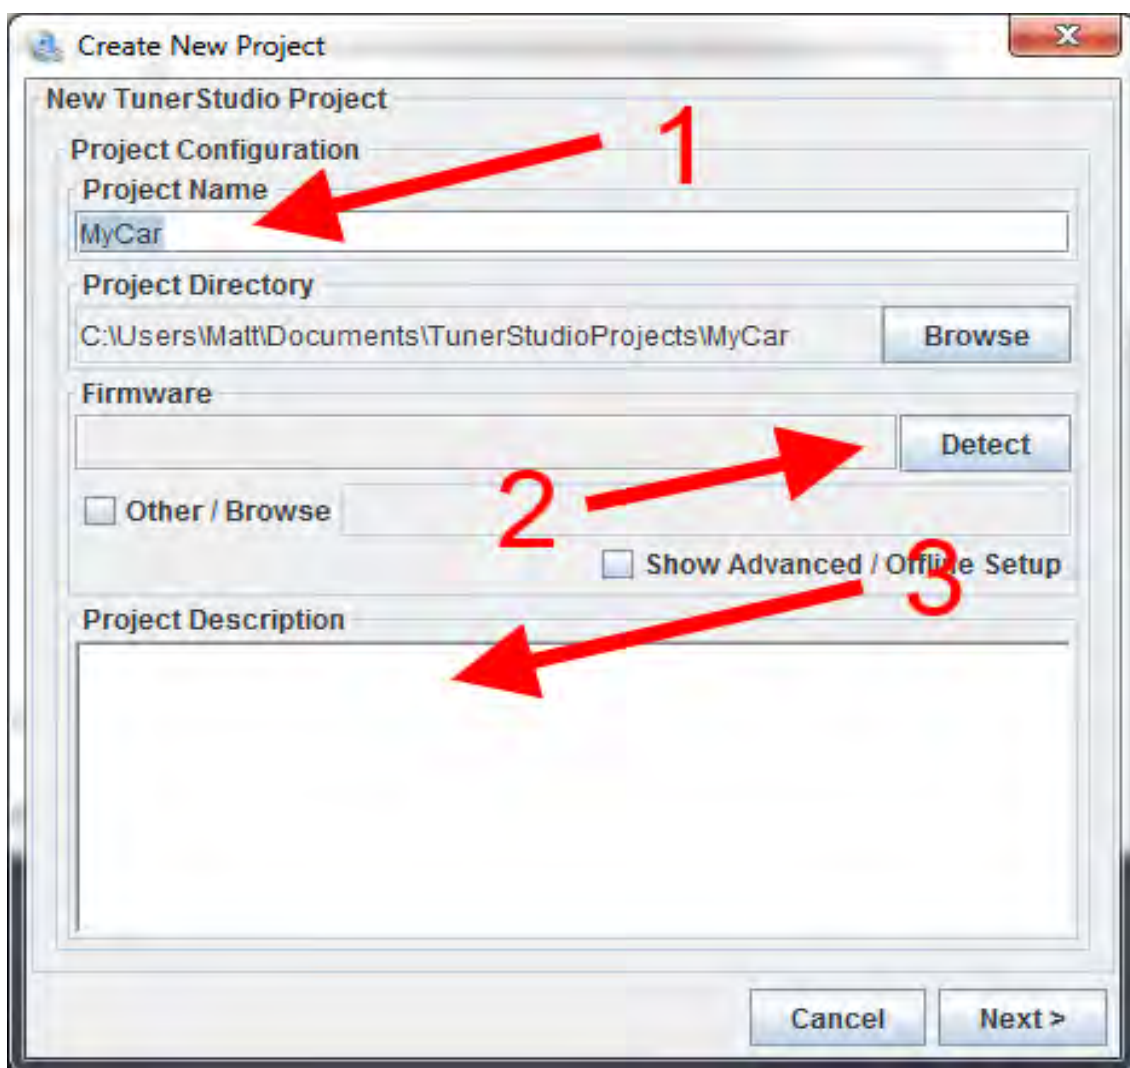 Create New Project
New TunerStudio Project
1
Project Configuration
Project Name
MyCar
Project Directory
C:\Users\Matt\Documents\TunerStudioProjects\MyCar
Browse
Firmware
Detect
2
Other / Browse
Show Advanced / Offline Setup
3
Project Description
Cancel
Next >